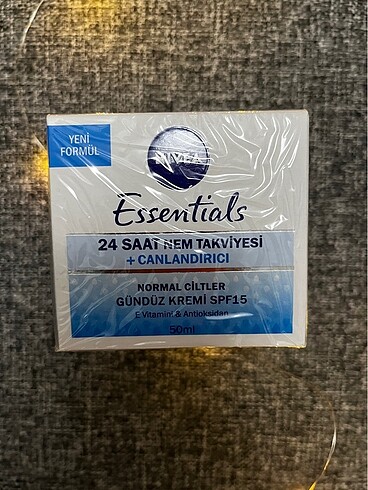 YENİ
FORMÜL
NIVEA
Essentials
24 SAAT NEM TAKVİYESİ
+ CANLANDIRICI
NORMAL CİLTLER
GÜNDÜZ KREMİ SPF15
E Vitamini & Antioksidan
50ml